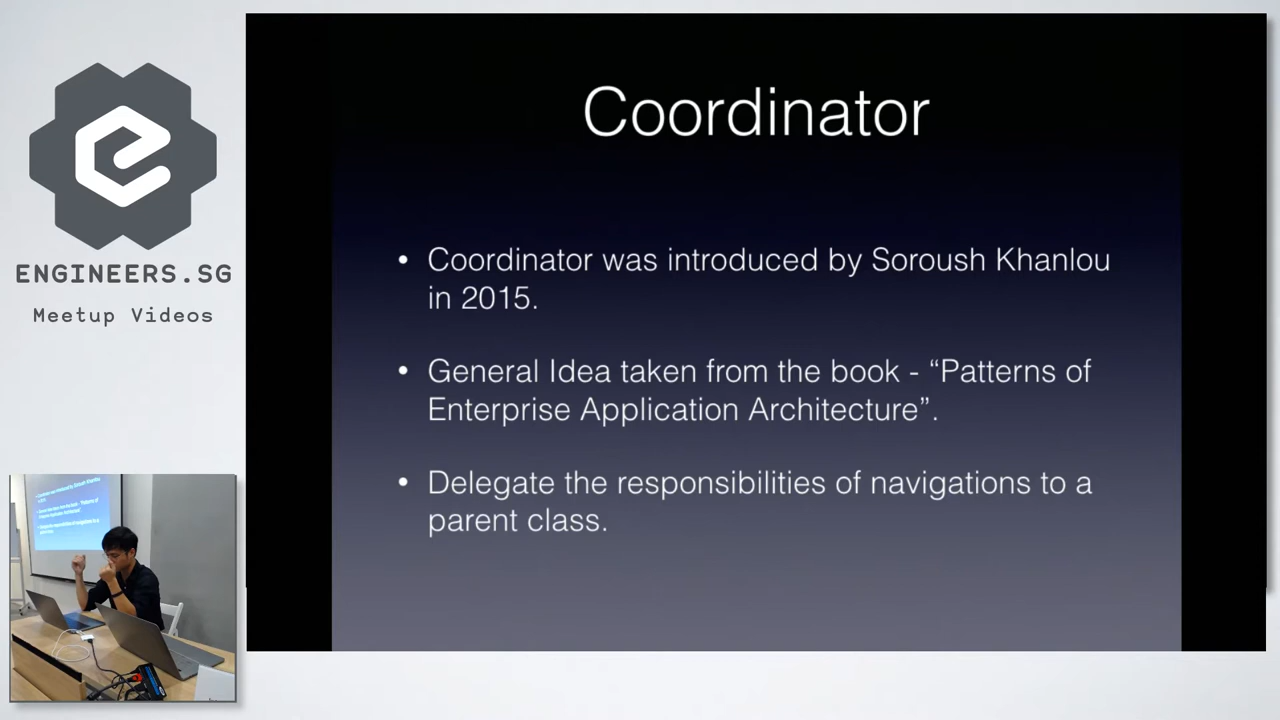 ENGINEERS.SG
Meetup Videos
Coordinator
• Coordinator was introduced by Soroush Khanlou
in 2015.
• General Idea taken from the book - “Patterns of
Enterprise Application Architecture”.
• Delegate the responsibilities of navigations to a
parent class.